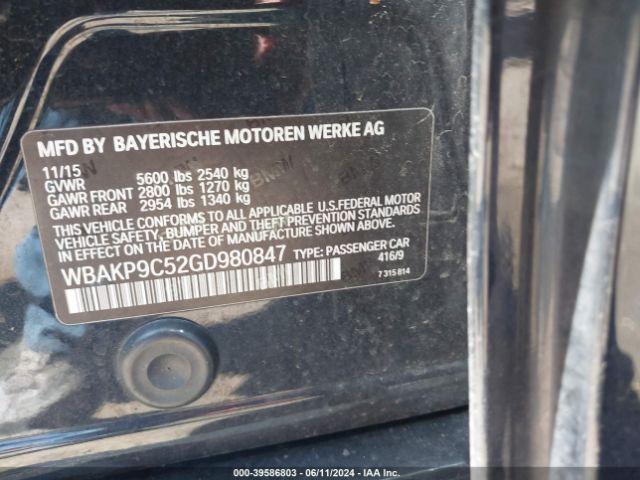 MFD BY BAYERISCHE MOTOREN WERKE AG
11/15
GVWR 5600 lbs 2540 kg
GAWR FRONT 2800 lbs 1270 kg
GAWR REAR 2954 lbs 1340 kg
THIS VEHICLE CONFORMS TO ALL APPLICABLE U.S.FEDERAL MOTOR
VEHICLE SAFETY, BUMPER AND THEFT PREVENTION STANDARDS
IN EFFECT ON THE DATE OF MANUFACTURE SHOWN ABOVE.
WBAKP9C52GD980847 TYPE: PASSENGER CAR
416/9
7 315 814
000-39586803 - 06/11/2024 - IAA Inc.